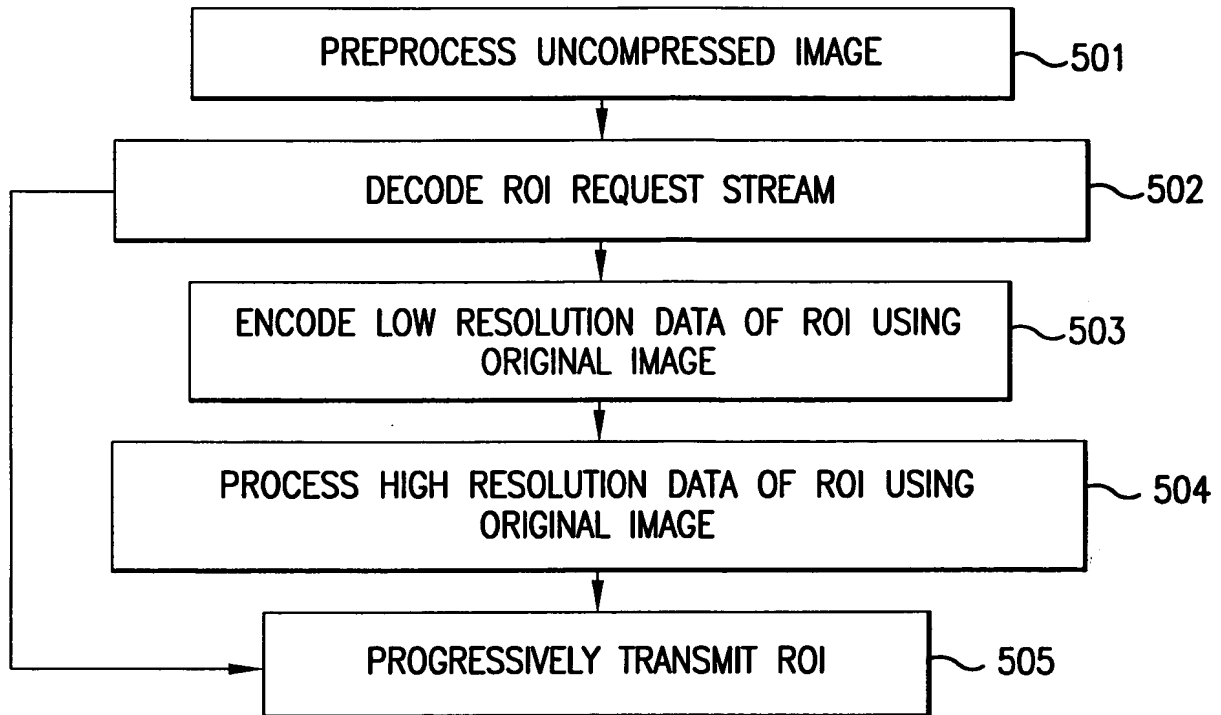 PREPROCESS UNCOMPRESSED IMAGE
501
DECODE ROI REQUEST STREAM
502
ENCODE LOW RESOLUTION DATA OF ROI USING
ORIGINAL IMAGE
503
PROCESS HIGH RESOLUTION DATA OF ROI USING
ORIGINAL IMAGE
504
PROGRESSIVELY TRANSMIT ROI
505